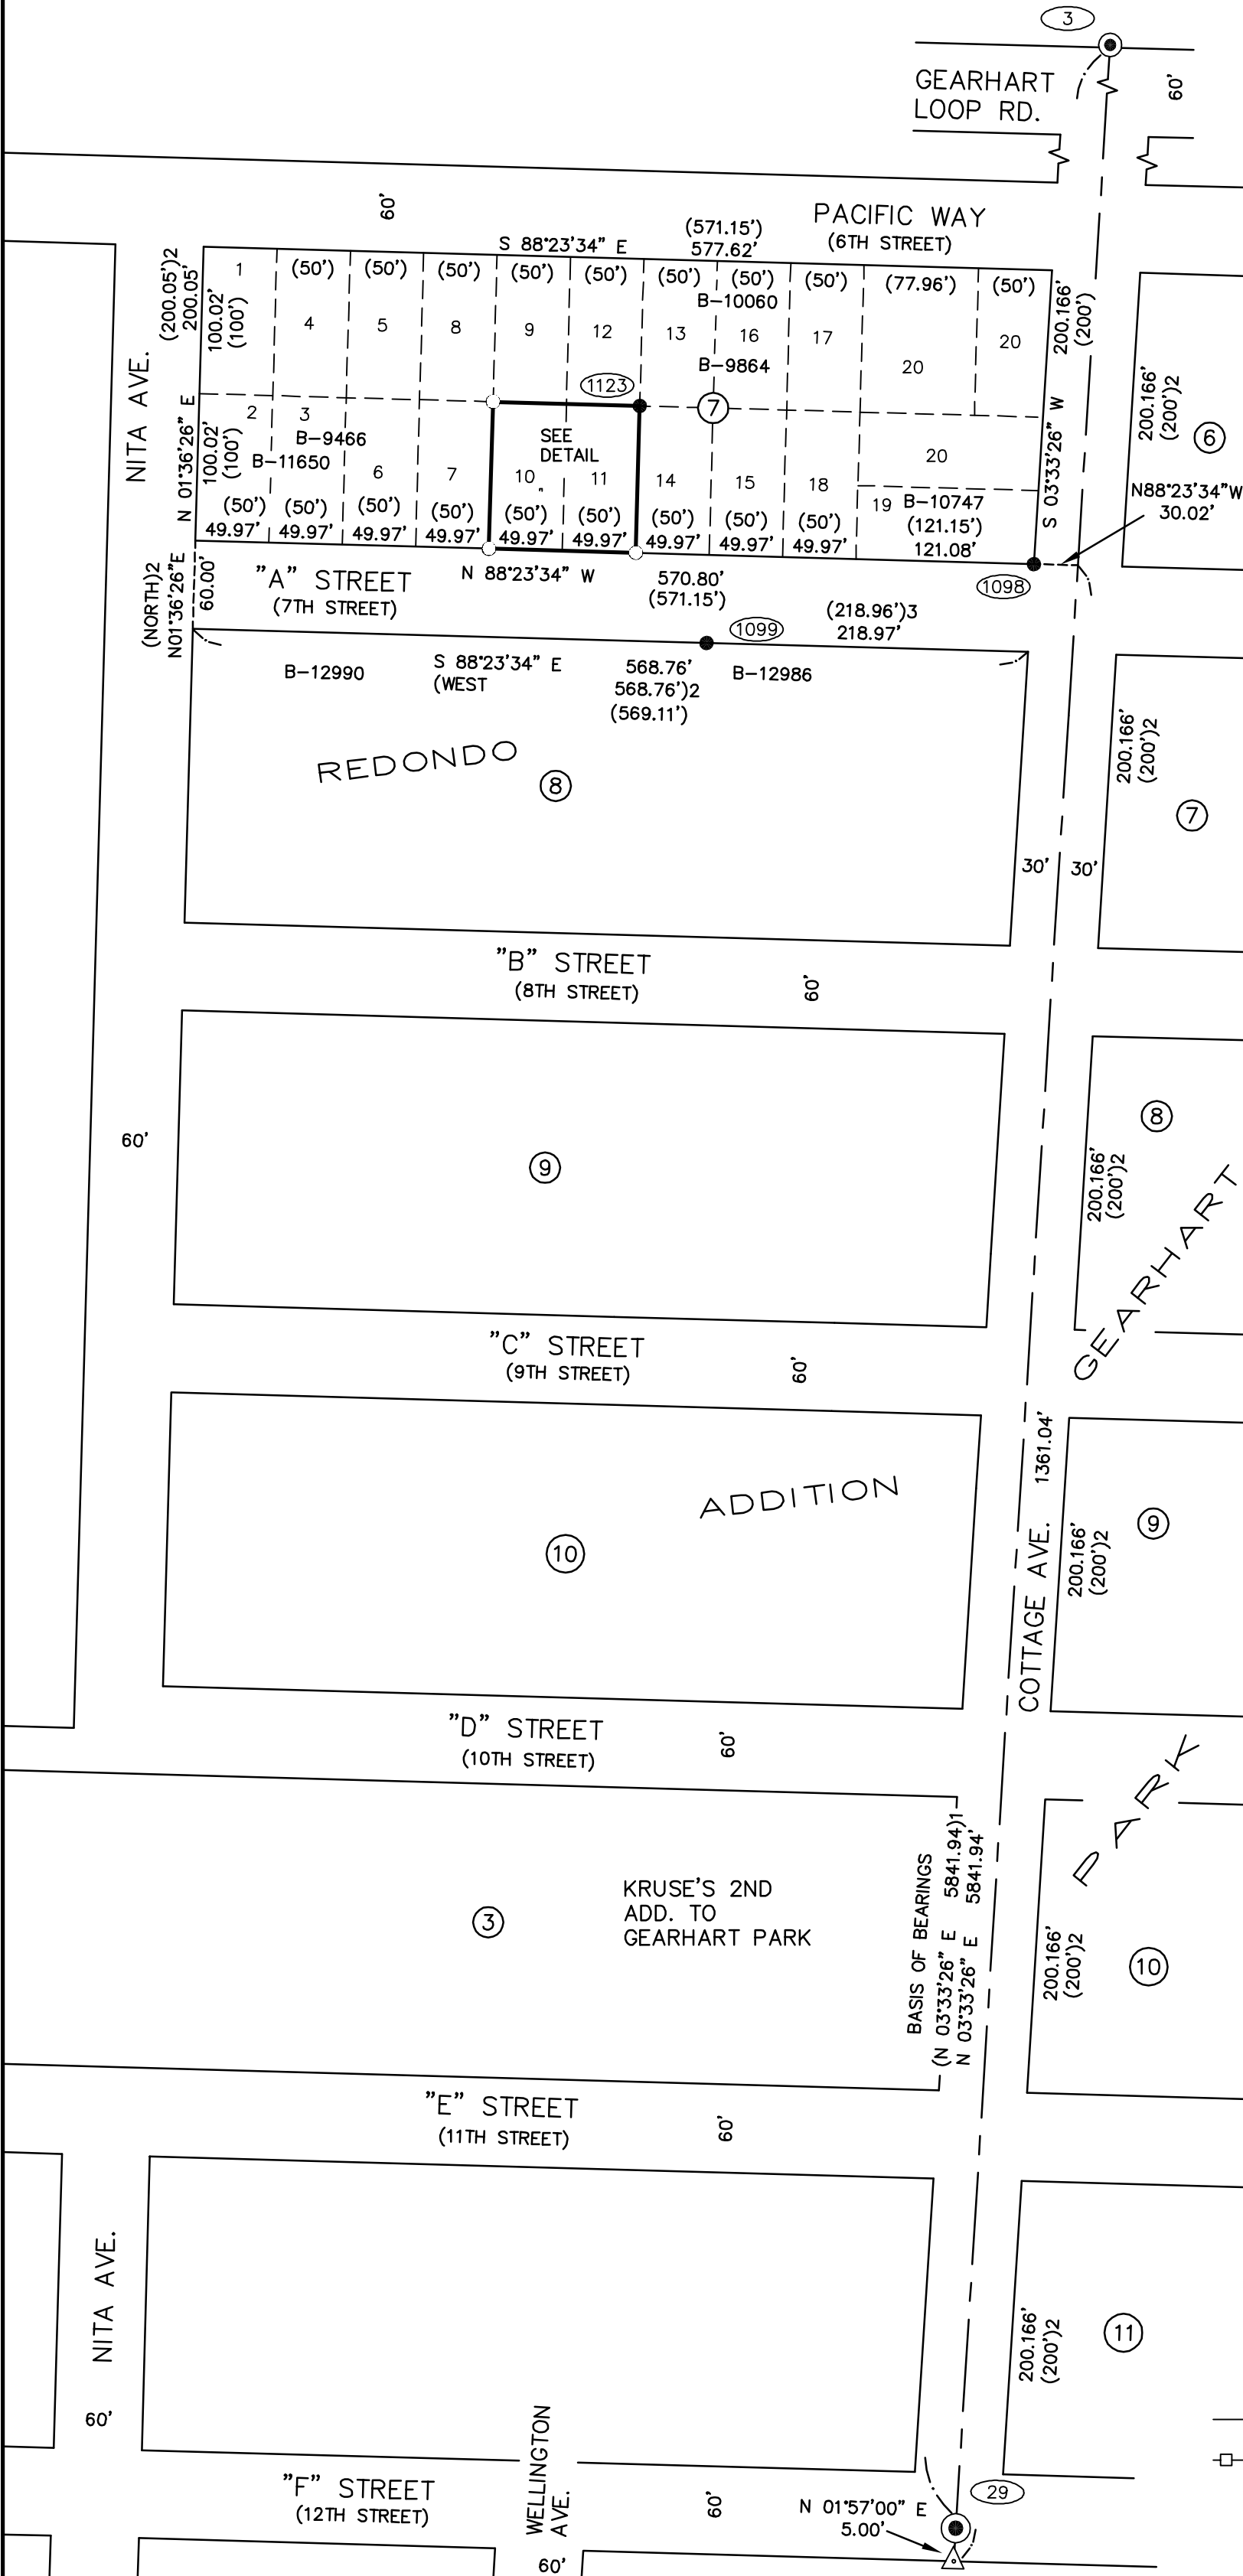 3
GEARHART
LOOP RD.
60'
60'
PACIFIC WAY
(6TH STREET)
(571.15')
577.62'
S 88°23'34" E
(200.05')2
200.05'
100.02'
(100')
1
(50')
(50')
(50')
(50')
(50')
(50')
(50')
(50')
(77.96')
(50')
B-10060
4
5
8
9
12
13
16
17
20
20
B-9864
200.166'
(200')
NITA AVE.
N 01°36'26" E
100.02'
(100')
1123
7
2
3
B-9466
B-11650
6
7
SEE
DETAIL
10
"
11
14
15
18
20
19
B-10747
(121.15')
121.08'
(50')
(50')
(50')
(50')
(50')
(50')
(50')
(50')
(50')
49.97'
49.97'
49.97'
49.97'
49.97'
49.97'
49.97'
49.97'
49.97'
S 03°33'26" W
200.166'
(200')2
6
N88°23'34"W
30.02'
1098
(NORTH)2
N01°36'26"E
60.00'
"A" STREET
(7TH STREET)
N 88°23'34" W
570.80'
(571.15')
1099
(218.96')3
218.97'
B-12990
S 88°23'34" E
(WEST
568.76'
568.76')2
(569.11')
B-12986
REDONDO
8
200.166'
(200')2
7
30'
30'
"B" STREET
(8TH STREET)
60'
60'
9
8
200.166'
(200')2
GEARHART
"C" STREET
(9TH STREET)
60'
1361.04'
ADDITION
10
COTTAGE AVE.
200.166'
(200')2
9
"D" STREET
(10TH STREET)
60'
PARK
3
KRUSE'S 2ND
ADD. TO
GEARHART PARK
BASIS OF BEARINGS
(N 03°33'26" E 5841.94)1
N 03°33'26" E 5841.94'
200.166'
(200')2
10
"E" STREET
(11TH STREET)
60'
NITA AVE.
60'
200.166'
(200')2
11
WELLINGTON
AVE.
"F" STREET
(12TH STREET)
60'
29
N 01°57'00" E
5.00'
60'